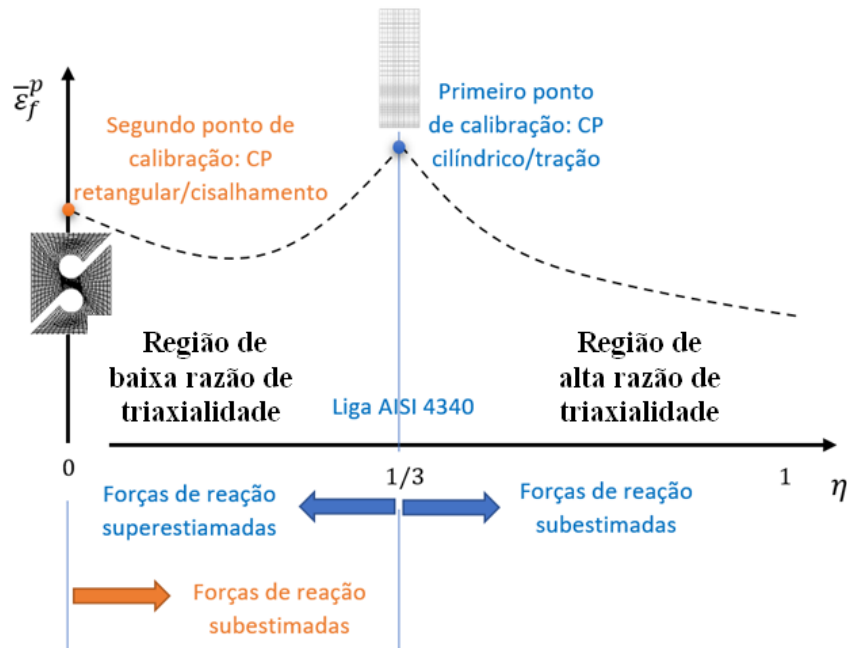 ε̄ᵖ_f
Segundo ponto de
calibração: CP
retangular/cisalhamento
Primeiro ponto
de calibração: CP
cilíndrico/tração
Região de
baixa razão de
triaxialidade
Região de
alta razão de
triaxialidade
Liga AISI 4340
0
1/3
1
η
Forças de reação
superestiamadas
Forças de reação
subestimadas
Forças de reação
subestimadas